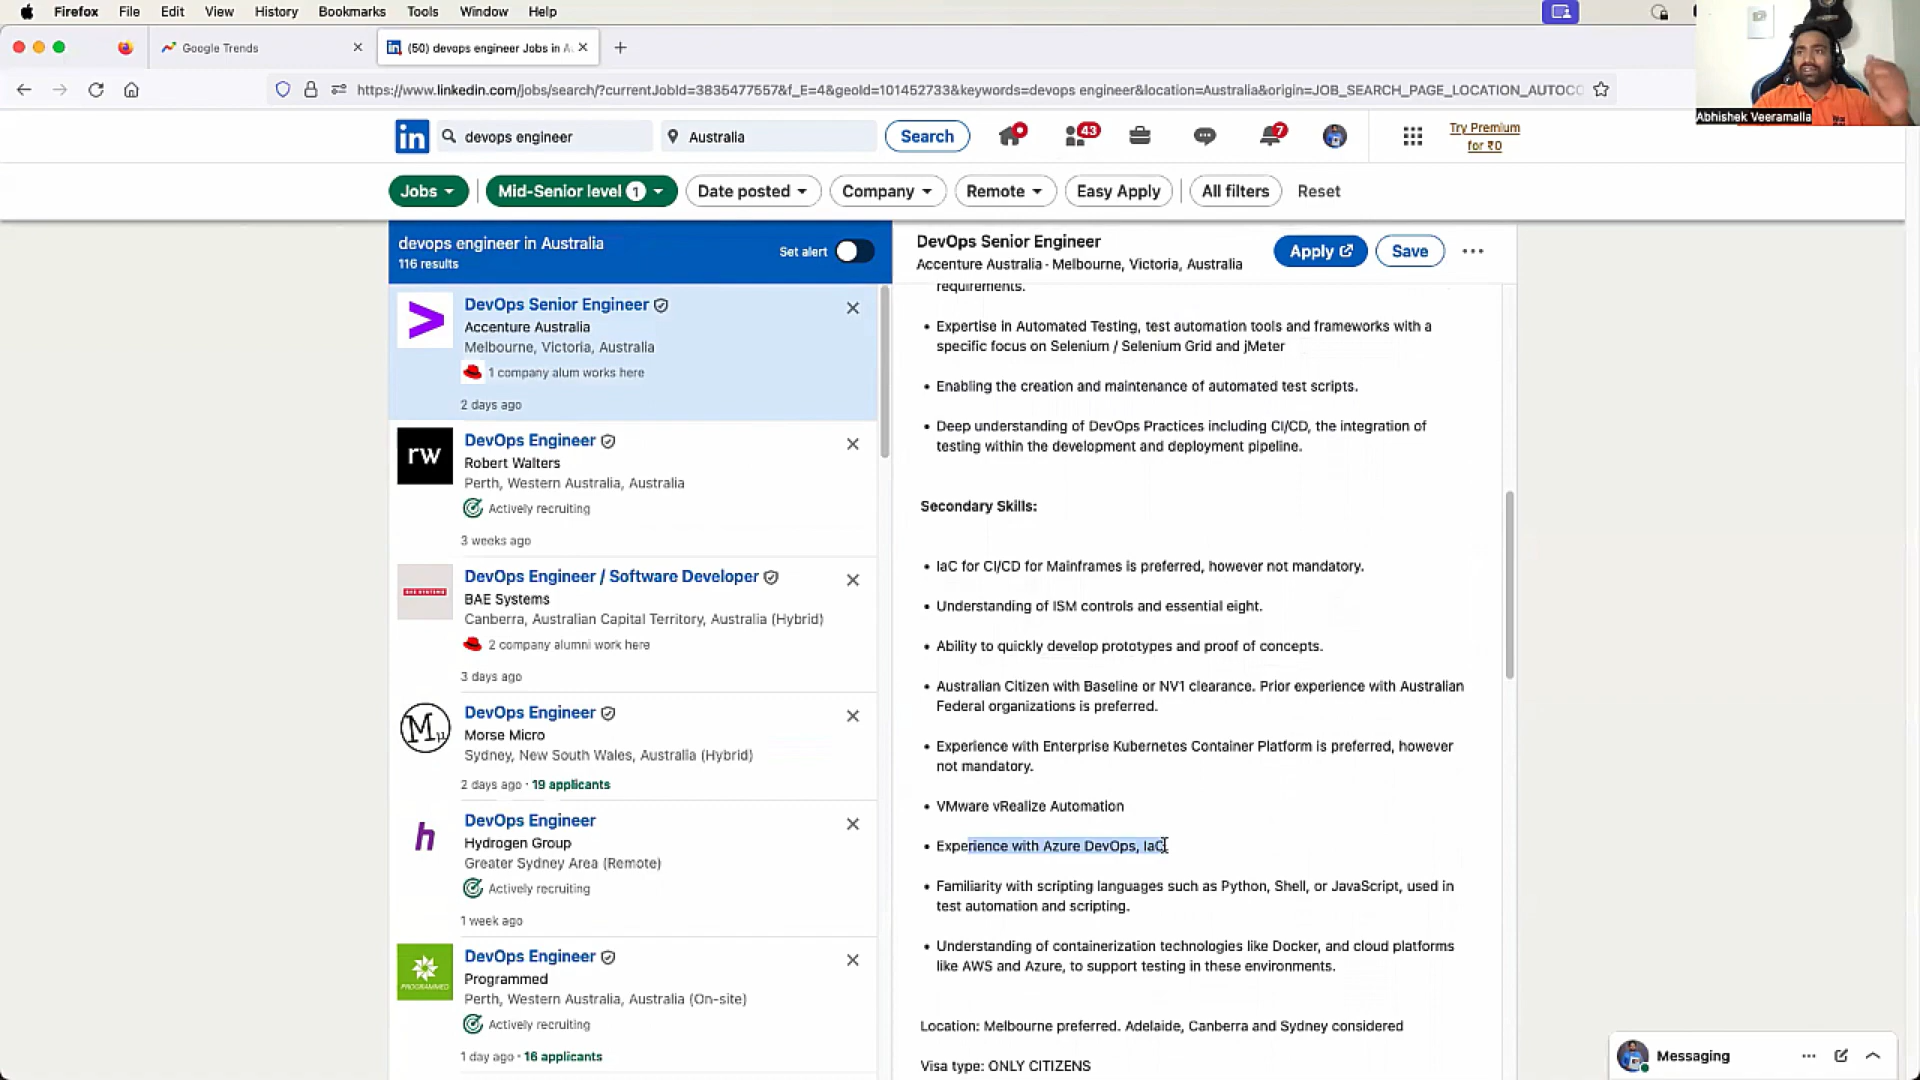 Firefox File Edit View History Bookmarks Tools Window Help
Google Trends
(50) devops engineer Jobs in A
https://www.linkedin.com/jobs/search/?currentJobId=3835477557&f_E=4&geoId=101452733&keywords=devops engineer&location=Australia&origin=JOB_SEARCH_PAGE_LOCATION_AUTOCO
Abhishek Veeramalla
in
devops engineer
Australia
Search
43
7
Try Premium
for ₹0
Jobs
Mid-Senior level 1
Date posted
Company
Remote
Easy Apply
All filters
Reset
devops engineer in Australia
116 results
Set alert
DevOps Senior Engineer
Accenture Australia
Melbourne, Victoria, Australia
1 company alum works here
2 days ago
rw
DevOps Engineer
Robert Walters
Perth, Western Australia, Australia
Actively recruiting
3 weeks ago
BAE SYSTEMS
DevOps Engineer / Software Developer
BAE Systems
Canberra, Australian Capital Territory, Australia (Hybrid)
2 company alumni work here
3 days ago
Mμ
DevOps Engineer
Morse Micro
Sydney, New South Wales, Australia (Hybrid)
2 days ago · 19 applicants
h
DevOps Engineer
Hydrogen Group
Greater Sydney Area (Remote)
Actively recruiting
1 week ago
PROGRAMMED
DevOps Engineer
Programmed
Perth, Western Australia, Australia (On-site)
Actively recruiting
1 day ago · 16 applicants
DevOps Senior Engineer
Accenture Australia · Melbourne, Victoria, Australia
Apply
Save
requirements.
• Expertise in Automated Testing, test automation tools and frameworks with a
specific focus on Selenium / Selenium Grid and jMeter
• Enabling the creation and maintenance of automated test scripts.
• Deep understanding of DevOps Practices including CI/CD, the integration of
testing within the development and deployment pipeline.
Secondary Skills:
• IaC for CI/CD for Mainframes is preferred, however not mandatory.
• Understanding of ISM controls and essential eight.
• Ability to quickly develop prototypes and proof of concepts.
• Australian Citizen with Baseline or NV1 clearance. Prior experience with Australian
Federal organizations is preferred.
• Experience with Enterprise Kubernetes Container Platform is preferred, however
not mandatory.
• VMware vRealize Automation
• Experience with Azure DevOps, IaC
• Familiarity with scripting languages such as Python, Shell, or JavaScript, used in
test automation and scripting.
• Understanding of containerization technologies like Docker, and cloud platforms
like AWS and Azure, to support testing in these environments.
Location: Melbourne preferred. Adelaide, Canberra and Sydney considered
Visa type: ONLY CITIZENS
Messaging